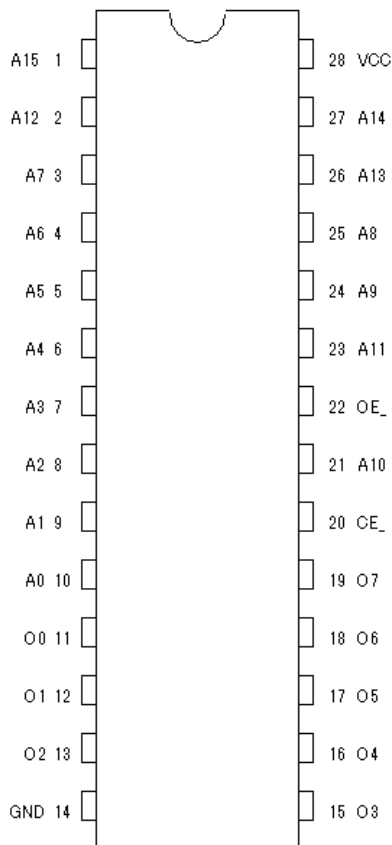 A15 1 28 VCC
A12 2 27 A14
A7 3 26 A13
A6 4 25 A8
A5 5 24 A9
A4 6 23 A11
A3 7 22 OE_
A2 8 21 A10
A1 9 20 CE_
A0 10 19 O7
O0 11 18 O6
O1 12 17 O5
O2 13 16 O4
GND 14 15 O3